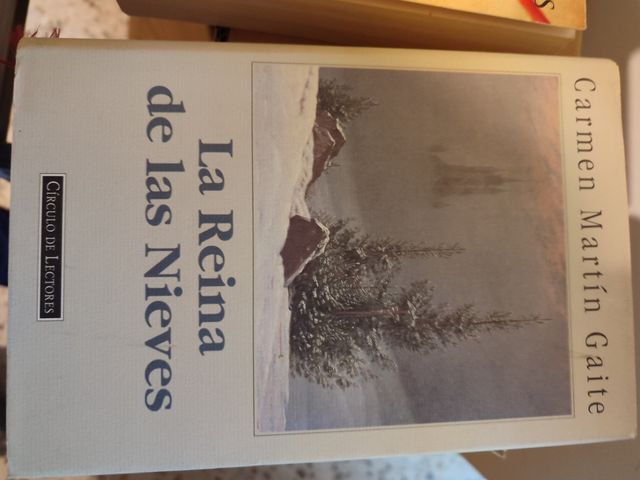 Carmen Martín Gaite
La Reina
de las Nieves
CÍRCULO DE LECTORES